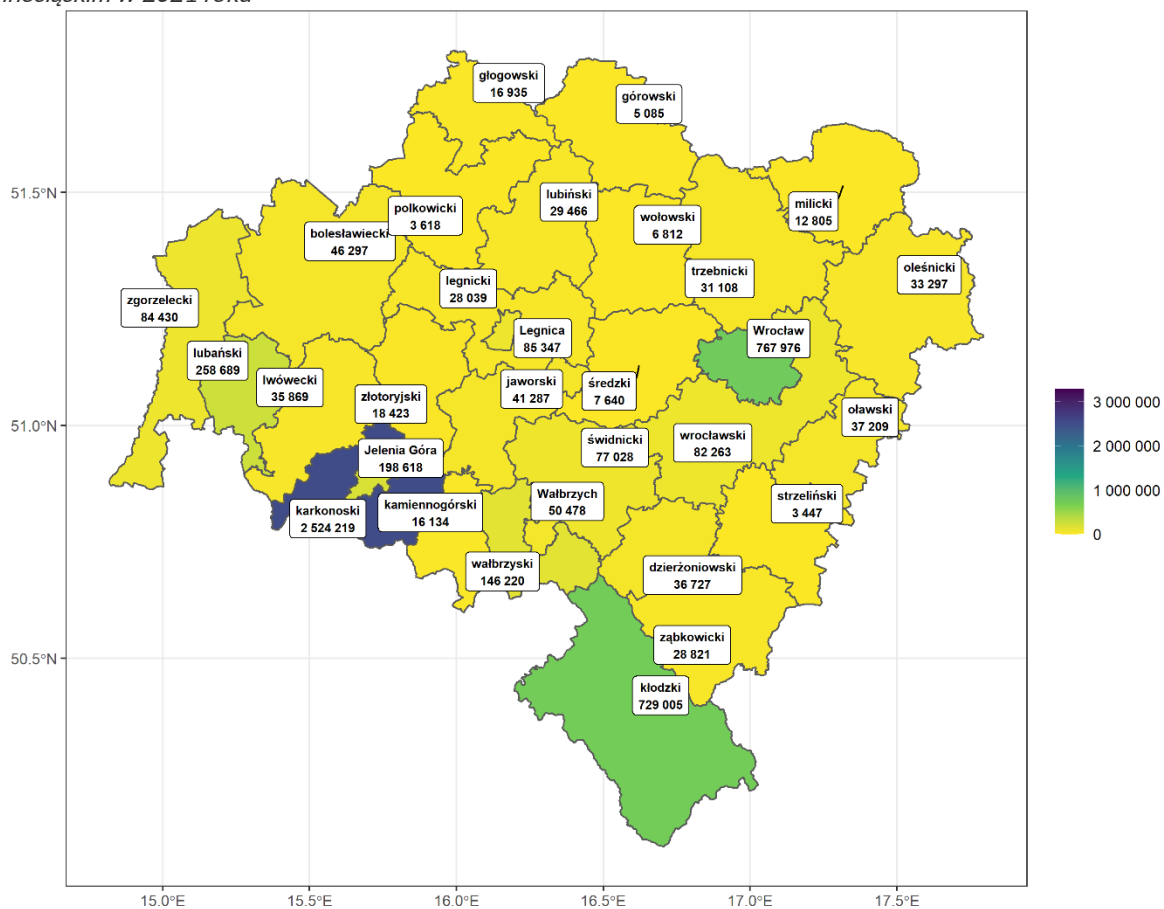 głogowski
16 935
górowski
5 085
51.5°N
milicki
12 805
lubiński
29 466
polkowicki
3 618
wołowski
6 812
bolesławiecki
46 297
oleśnicki
33 297
trzebnicki
31 108
legnicki
28 039
zgorzelecki
84 430
Legnica
85 347
Wrocław
767 976
lubański
258 689
lwówecki
35 869
jaworski
41 287
średzki
7 640
złotoryjski
18 423
oławski
37 209
51.0°N
3 000 000
2 000 000
1 000 000
0
Jelenia Góra
198 618
świdnicki
77 028
wrocławski
82 263
karkonoski
2 524 219
kamiennogórski
16 134
Wałbrzych
50 478
strzeliński
3 447
wałbrzyski
146 220
dzierżoniowski
36 727
50.5°N
ząbkowicki
28 821
kłodzki
729 005
15.0°E
15.5°E
16.0°E
16.5°E
17.0°E
17.5°E